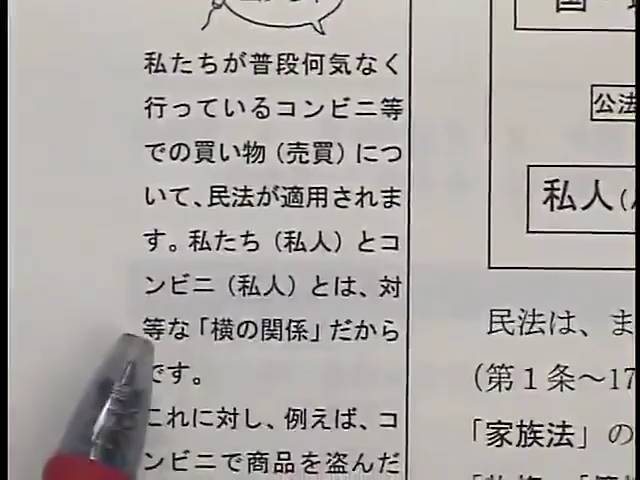 私たちが普段何気なく
行っているコンビニ等
での買い物（売買）につ
いて、民法が適用されま
す。私たち（私人）とコ
ンビニ（私人）とは、対
等な「横の関係」だから
です。
これに対し、例えば、コ
ンビニで商品を盗んだ
公法
私人
民法は、ま
（第１条～17
「家族法」の